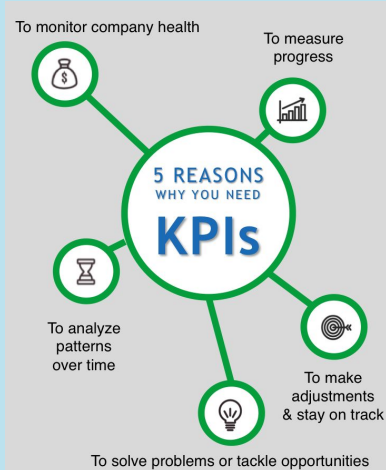 To monitor company health
To measure
progress
5 REASONS
WHY YOU NEED
KPIs
To analyze
patterns
over time
To make
adjustments
& stay on track
To solve problems or tackle opportunities